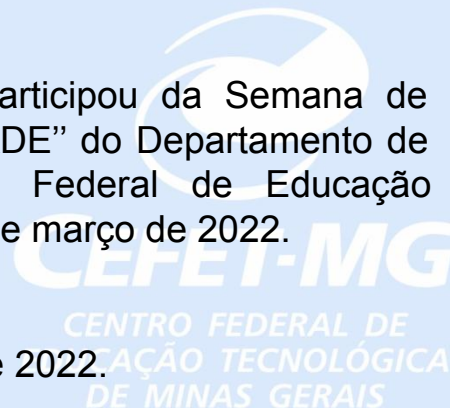 articipou da Semana de
DE” do Departamento de
Federal de Educação
e março de 2022.
CEFET-MG
CENTRO FEDERAL DE
e 2022.
EDUCAÇÃO TECNOLÓGICA
DE MINAS GERAIS